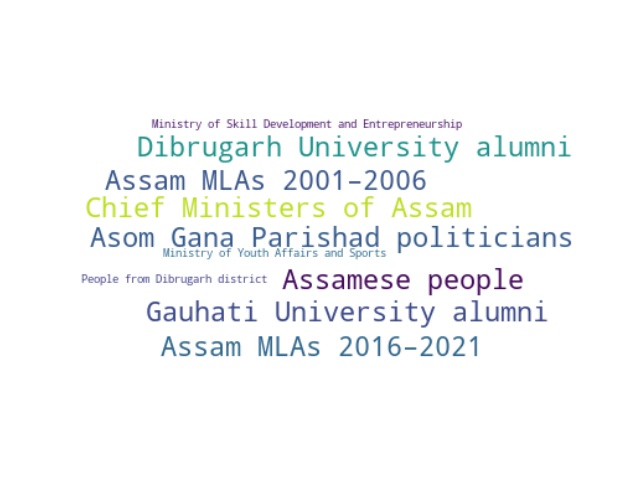 Ministry of Skill Development and Entrepreneurship
Dibrugarh University alumni
Assam MLAs 2001–2006
Chief Ministers of Assam
Asom Gana Parishad politicians
Ministry of Youth Affairs and Sports
People from Dibrugarh district
Assamese people
Gauhati University alumni
Assam MLAs 2016–2021